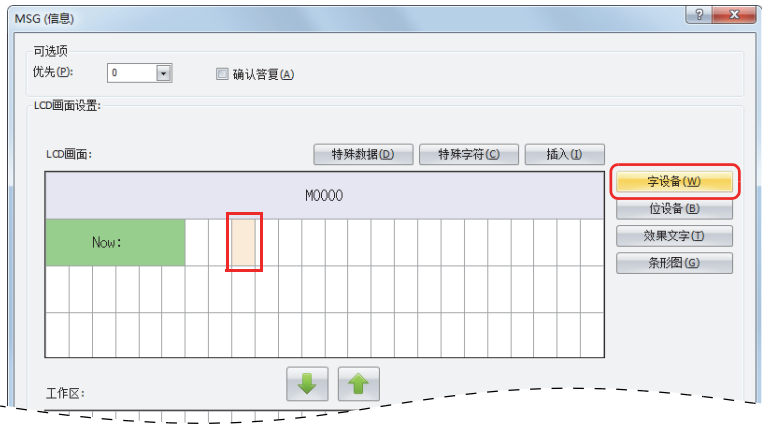 MSG (信息)
可选项
优先(P): 0 确认答复(A)
LCD画面设置:
LCD画面: 特殊数据(D) 特殊字符(C) 插入(I)
字设备(W)
M0000
位设备(B)
Now: 效果文字(T)
条形图(G)
工作区: